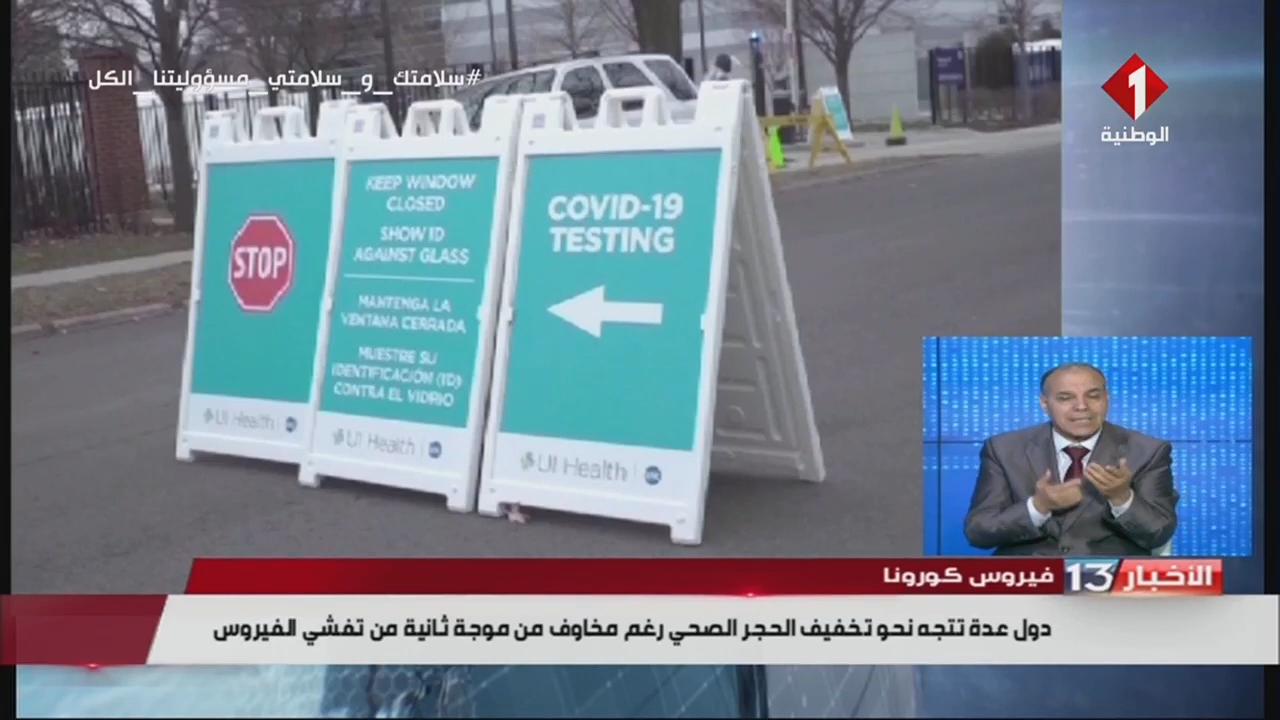 #سلامتك_و_سلامتي_مسؤوليتنا_الكل
1
الوطنية
STOP
UI Health
KEEP WINDOW
CLOSED
SHOW ID
AGAINST GLASS
MANTENGA LA
VENTANA CERRADA
MUESTRE SU
IDENTIFICACIÓN (ID)
CONTRA EL VIDRIO
UI Health
COVID-19
TESTING
UI Health
الأخبار 13
فيروس كورونا
دول عدة تتجه نحو تخفيف الحجر الصحي رغم مخاوف من موجة ثانية من تفشي الفيروس